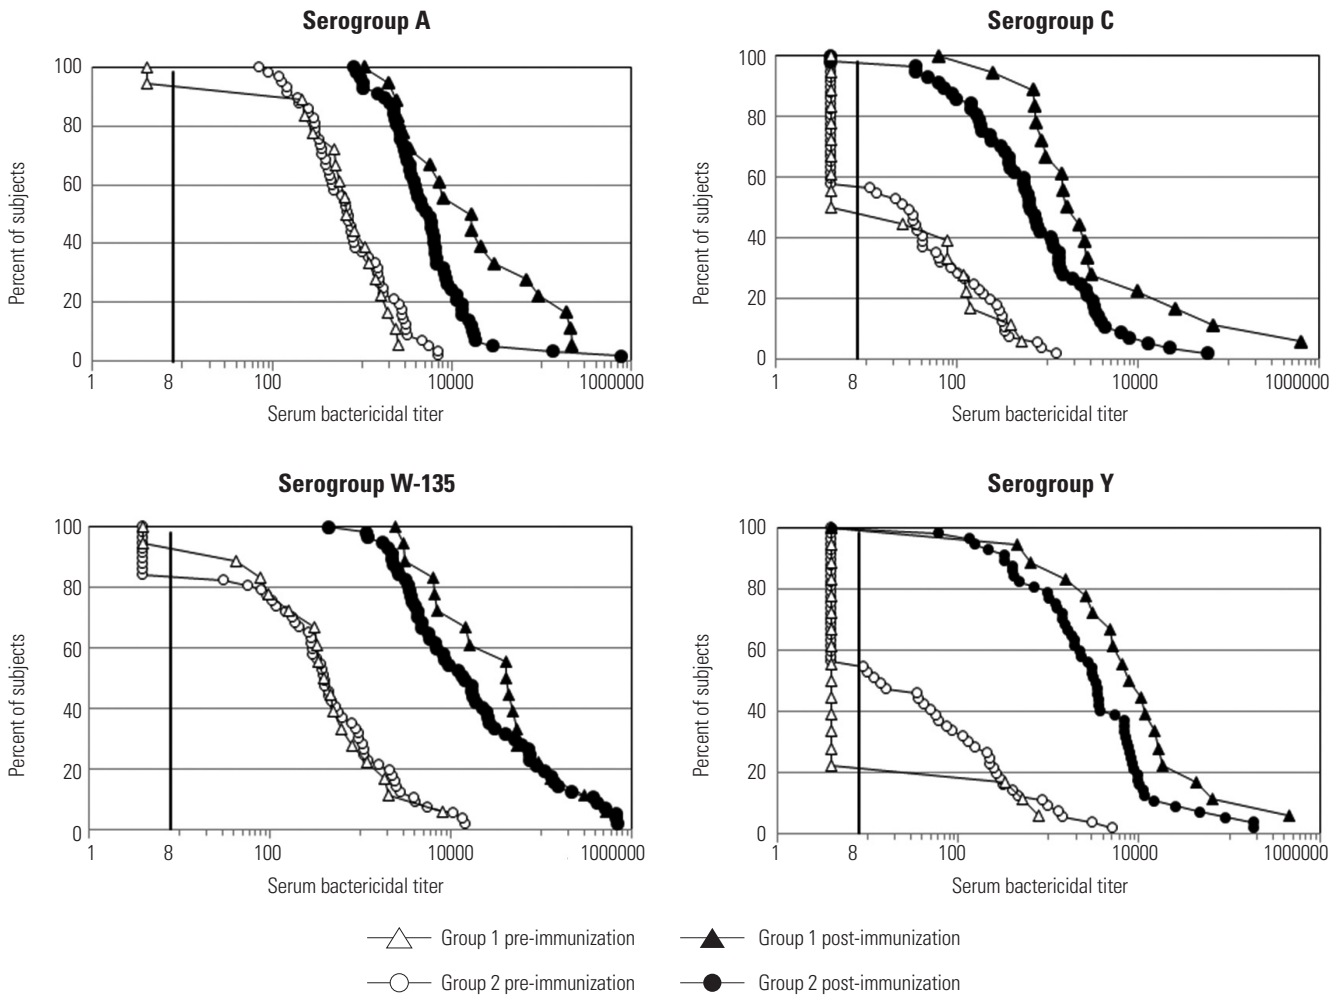 Serogroup A
Percent of subjects
100
80
60
40
20
0
1 8 100 10000 1000000
Serum bactericidal titer
Serogroup C
Percent of subjects
100
80
60
40
20
0
1 8 100 10000 1000000
Serum bactericidal titer
Serogroup W-135
Percent of subjects
100
80
60
40
20
0
1 8 100 10000 1000000
Serum bactericidal titer
Serogroup Y
Percent of subjects
100
80
60
40
20
0
1 8 100 10000 1000000
Serum bactericidal titer
Group 1 pre-immunization
Group 1 post-immunization
Group 2 pre-immunization
Group 2 post-immunization